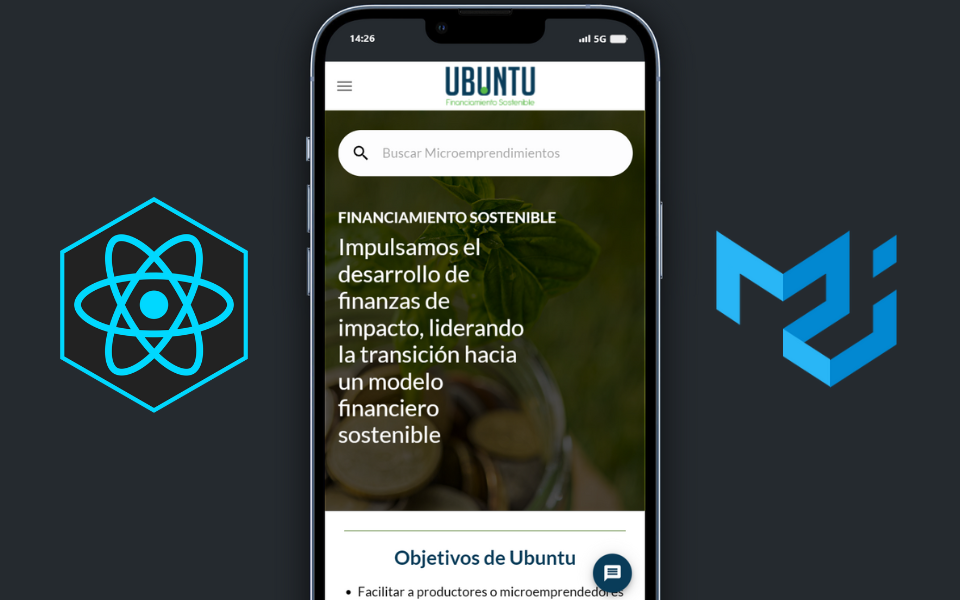 14:26
5G
UBUNTU
Financiamiento Sostenible
Buscar Microemprendimientos
FINANCIAMIENTO SOSTENIBLE
Impulsamos el
desarrollo de
finanzas de
impacto, liderando
la transición hacia
un modelo
financiero
sostenible
Objetivos de Ubuntu
• Facilitar a productores o microemprendedores